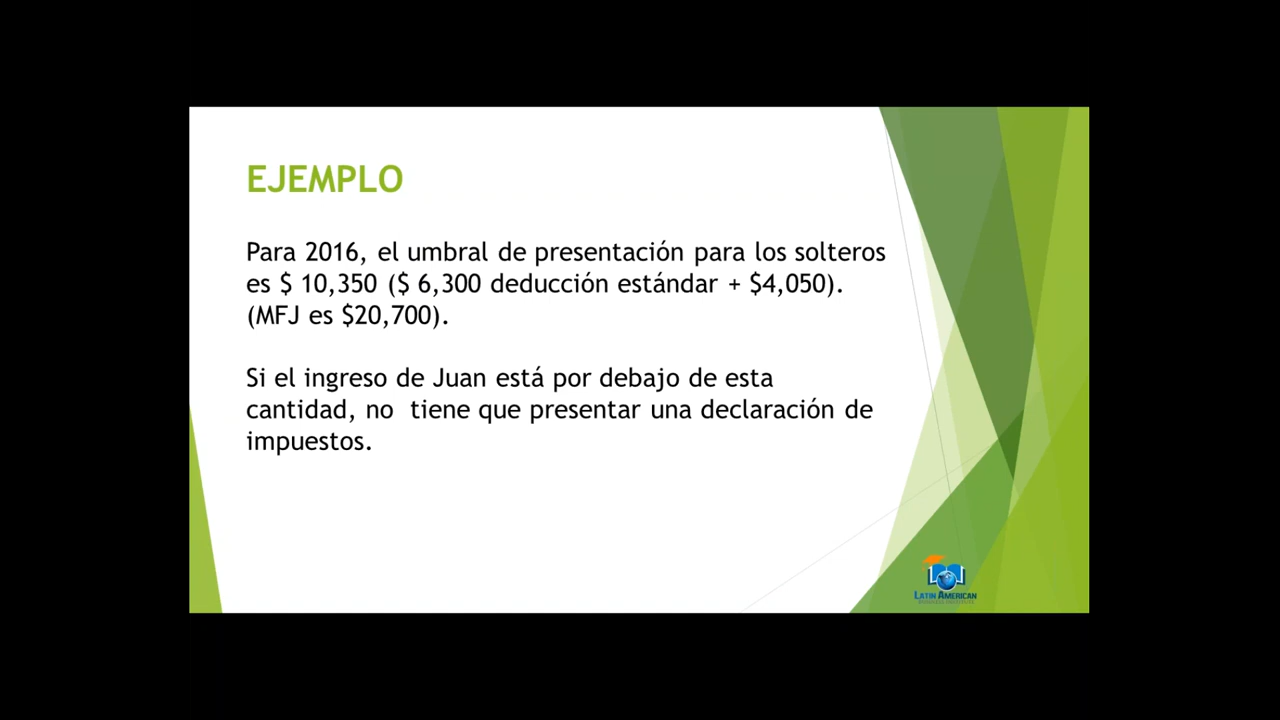 EJEMPLO
Para 2016, el umbral de presentación para los solteros
es $ 10,350 ($ 6,300 deducción estándar + $4,050).
(MFJ es $20,700).
Si el ingreso de Juan está por debajo de esta
cantidad, no  tiene que presentar una declaración de
impuestos.
LATIN AMERICAN